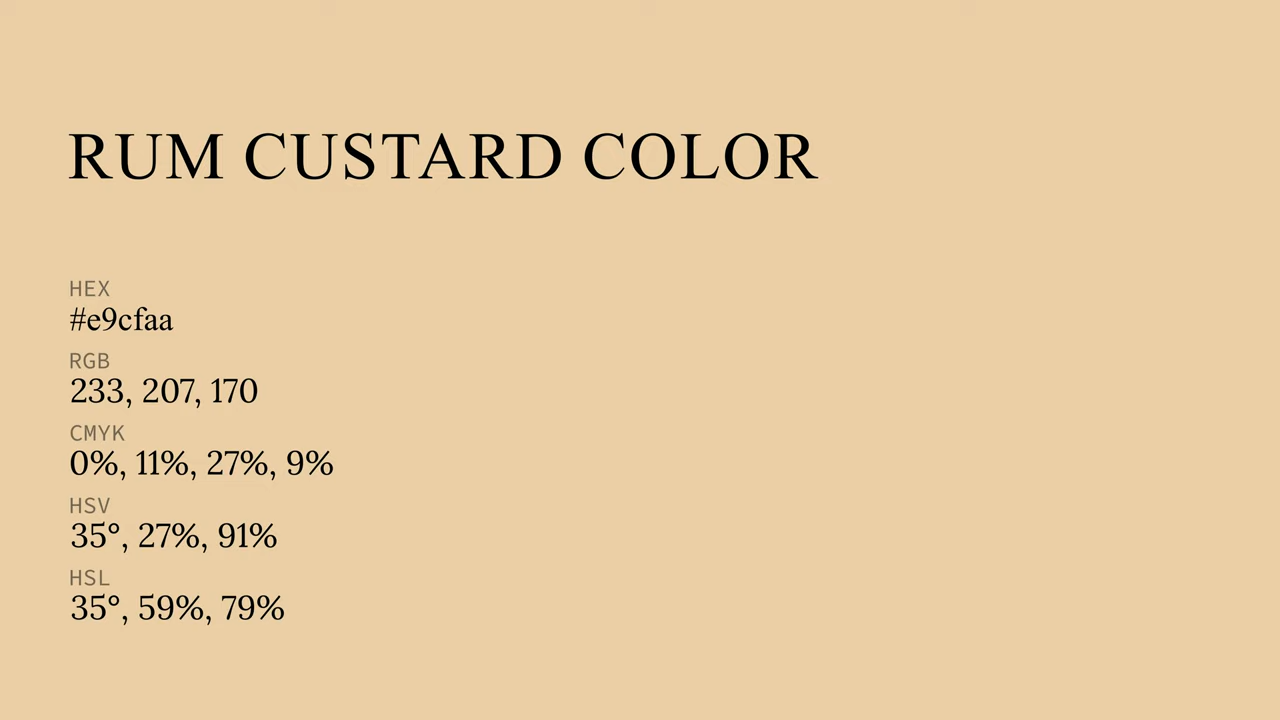 RUM CUSTARD COLOR
HEX
#e9cfaa
RGB
233, 207, 170
CMYK
0%, 11%, 27%, 9%
HSV
35°, 27%, 91%
HSL
35°, 59%, 79%